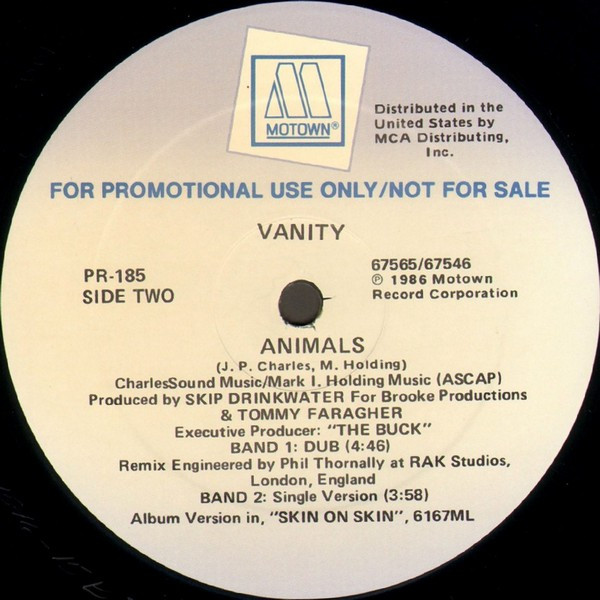 MOTOWN®
Distributed in the
United States by
MCA Distributing,
Inc.
FOR PROMOTIONAL USE ONLY/NOT FOR SALE
VANITY
PR-185
SIDE TWO
67565/67546
℗ 1986 Motown
Record Corporation
ANIMALS
(J. P. Charles, M. Holding)
CharlesSound Music/Mark I. Holding Music (ASCAP)
Produced by SKIP DRINKWATER For Brooke Productions
& TOMMY FARAGHER
Executive Producer: "THE BUCK"
BAND 1: DUB (4:46)
Remix Engineered by Phil Thornally at RAK Studios,
London, England
BAND 2: Single Version (3:58)
Album Version in, "SKIN ON SKIN", 6167ML